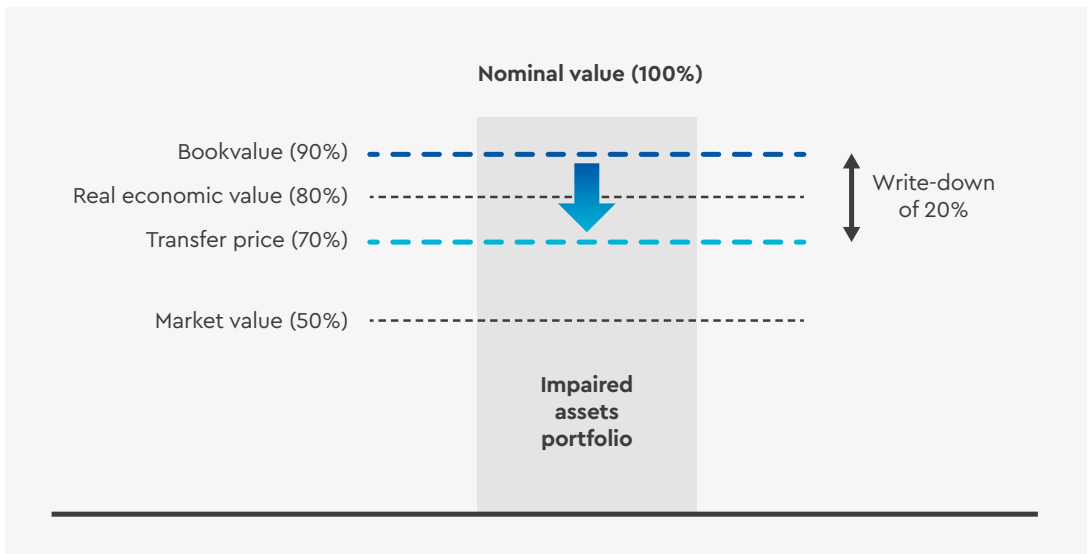 Nominal value (100%)
Bookvalue (90%)
Real economic value (80%)
Transfer price (70%)
Market value (50%)
Write-down
of 20%
Impaired
assets
portfolio